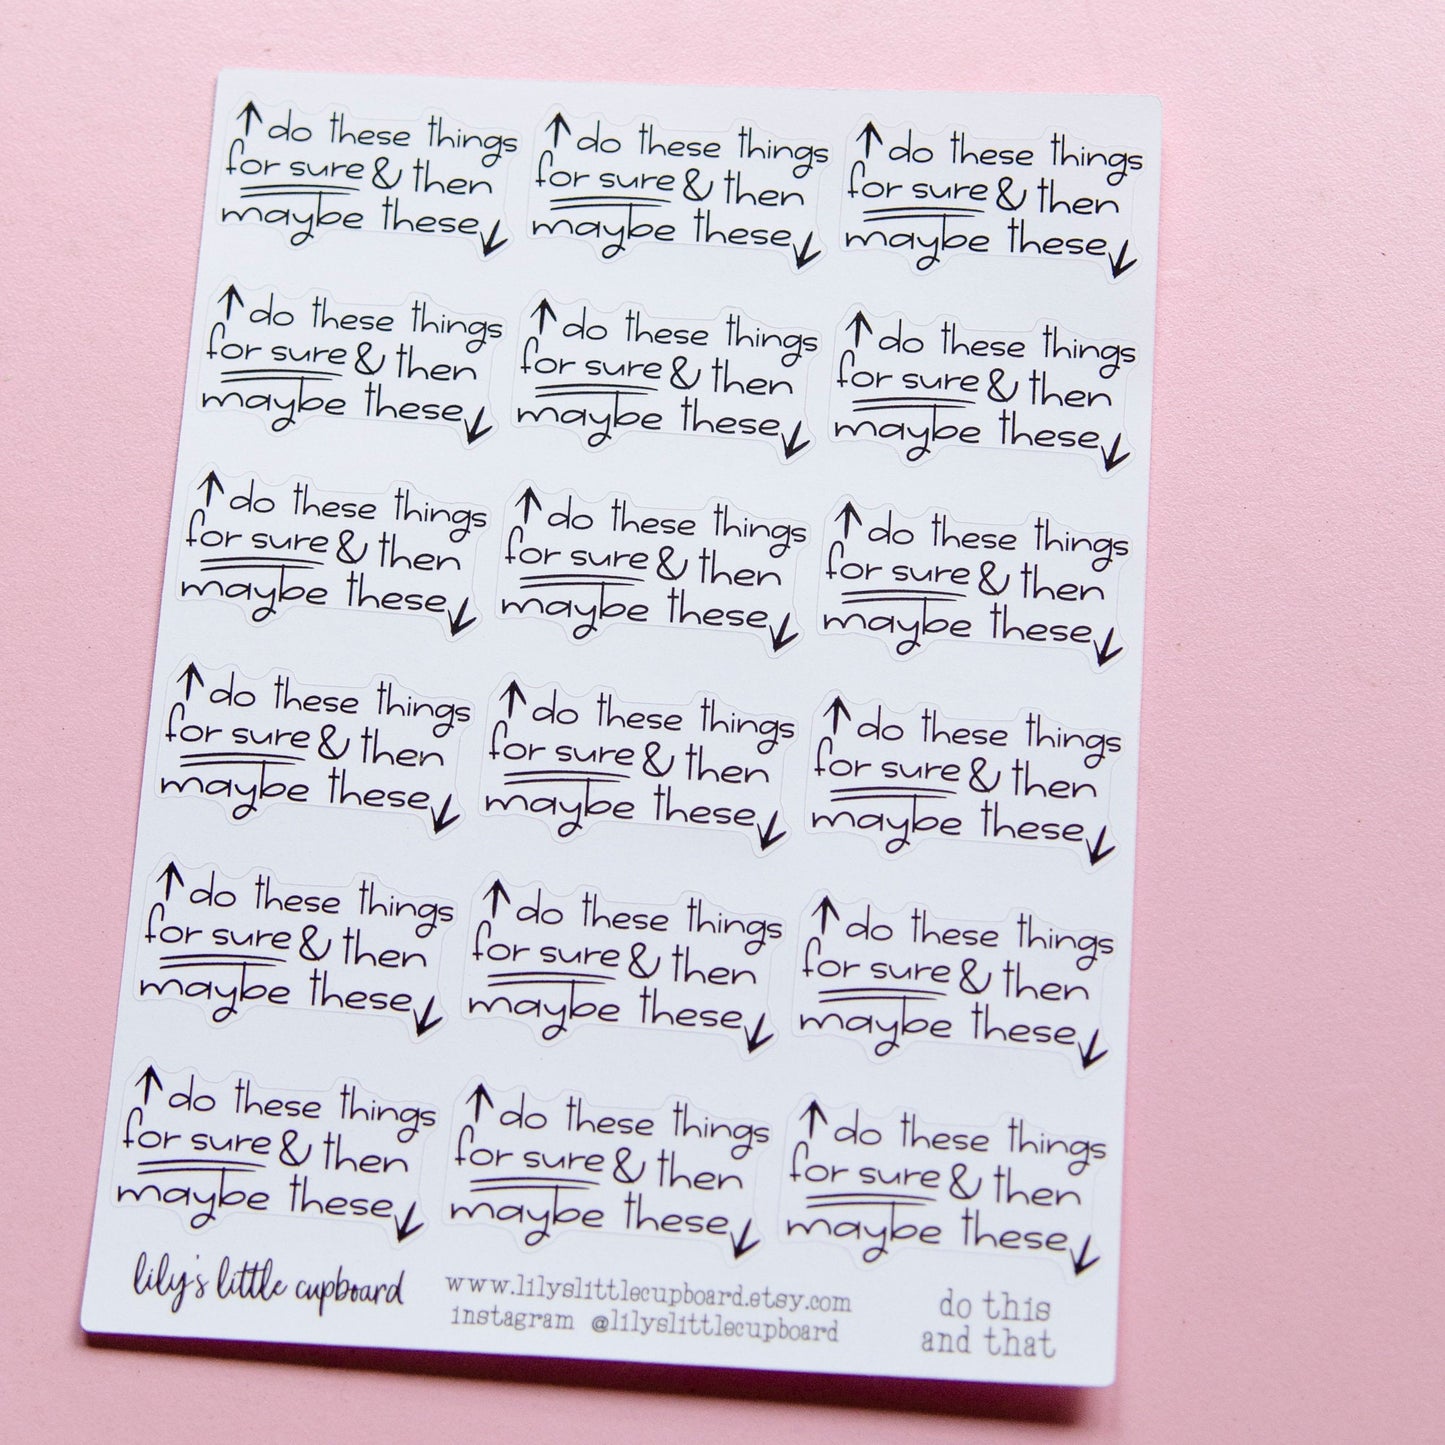 ↑ do these things ↑ do these things ↑ do these things
for sure & then for sure & then for sure & then
maybe these ↓ maybe these ↓ maybe these ↓
↑ do these things ↑ do these things ↑ do these things
for sure & then for sure & then for sure & then
maybe these ↓ maybe these ↓ maybe these ↓
↑ do these things ↑ do these things ↑ do these things
for sure & then for sure & then for sure & then
maybe these ↓ maybe these ↓ maybe these ↓
↑ do these things ↑ do these things ↑ do these things
for sure & then for sure & then for sure & then
maybe these ↓ maybe these ↓ maybe these ↓
↑ do these things ↑ do these things ↑ do these things
for sure & then for sure & then for sure & then
maybe these ↓ maybe these ↓ maybe these ↓
↑ do these things ↑ do these things ↑ do these things
for sure & then for sure & then for sure & then
maybe these ↓ maybe these ↓ maybe these ↓
lily's little cupboard
www.lilyslittlecupboard.etsy.com
instagram @lilyslittlecupboard
do this
and that